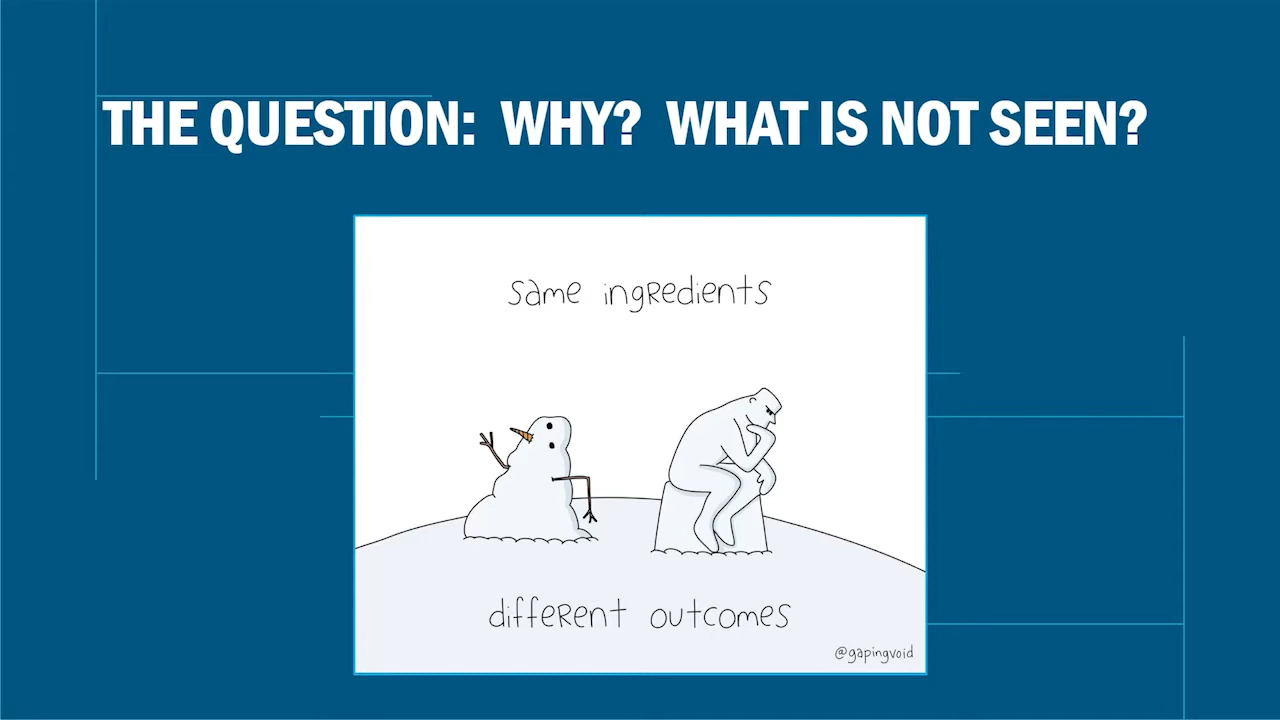 THE QUESTION: WHY? WHAT IS NOT SEEN?
same ingredients
different outcomes
@gapingvoid